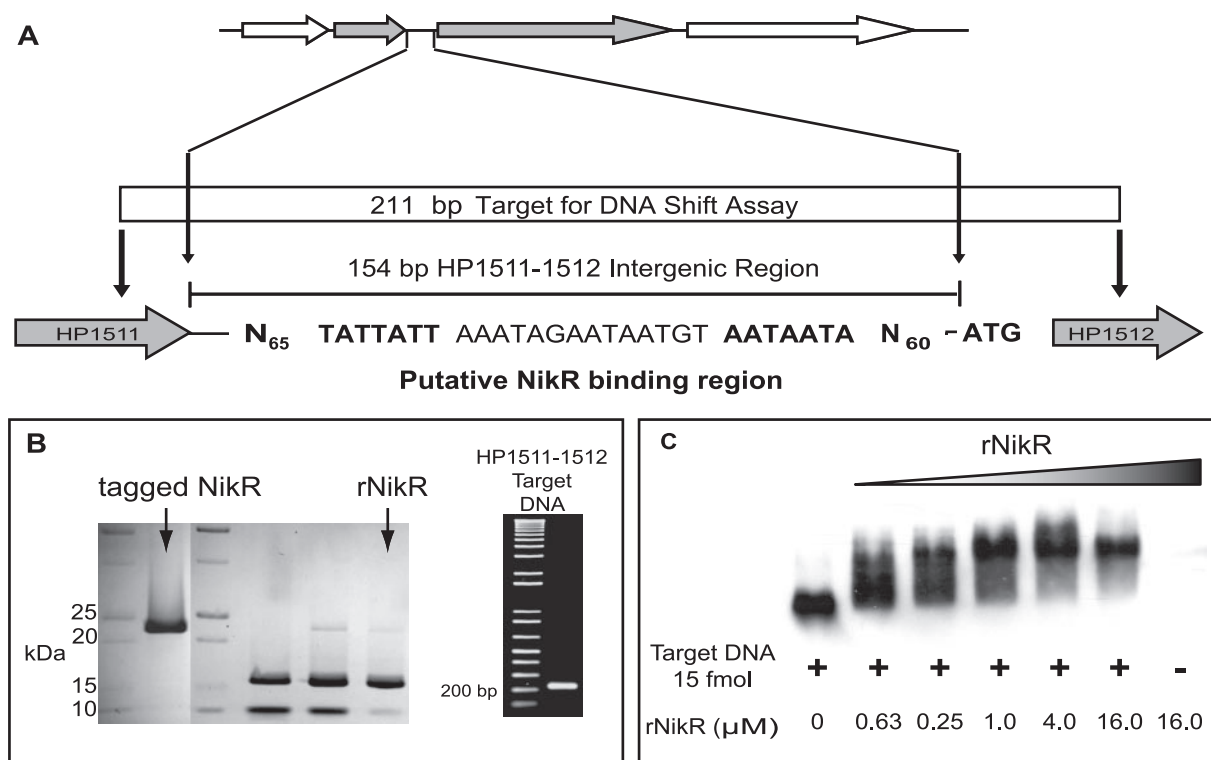 A
211 bp Target for DNA Shift Assay
154 bp HP1511-1512 Intergenic Region
HP1511 N65 TATTATT AAATAGAATAATGT AATAATA N60 -ATG HP1512
Putative NikR binding region
B
tagged NikR rNikR
HP1511-1512
Target
DNA
25
20
kDa
15
10
200 bp
C
rNikR
Target DNA
15 fmol
+ + + + + + -
rNikR (µM) 0 0.63 0.25 1.0 4.0 16.0 16.0